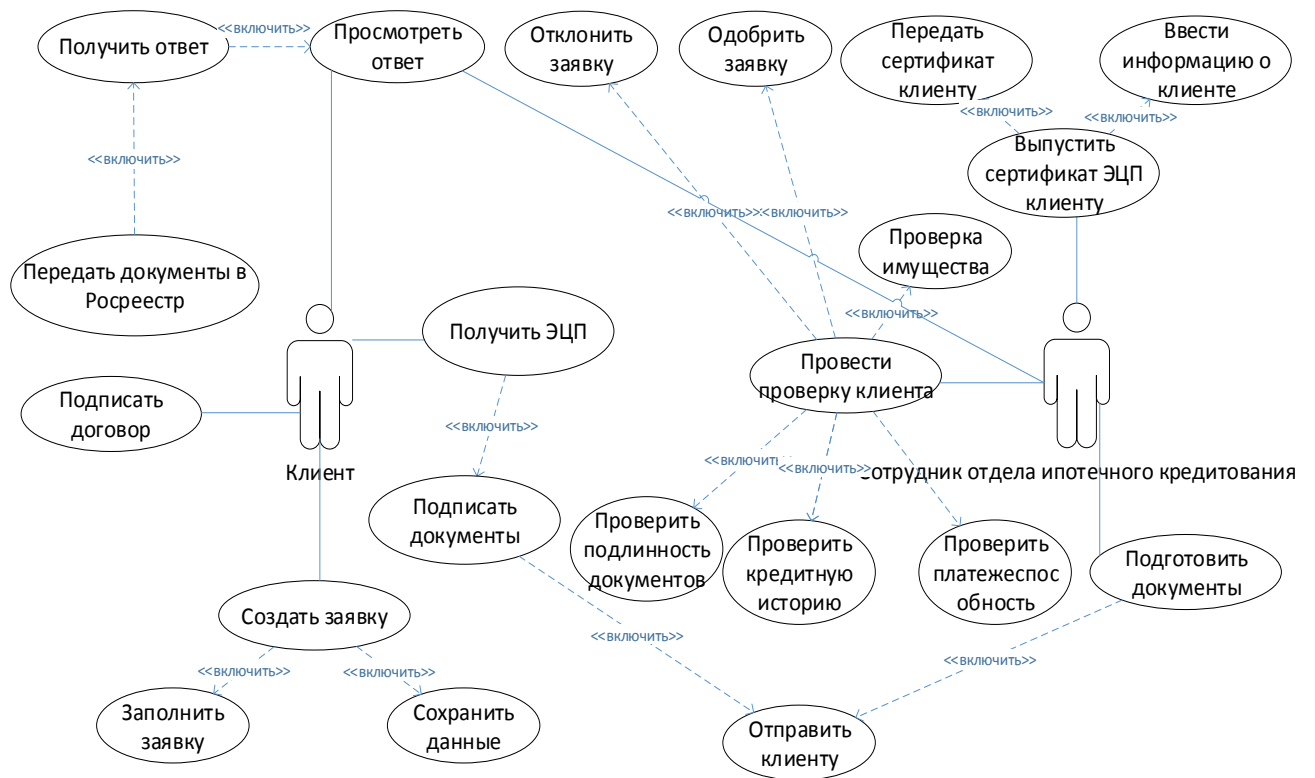 <<включить>>
Получить ответ
Просмотреть
ответ
Отклонить
заявку
Одобрить
заявку
Передать
сертификат
клиенту
Ввести
информацию о
клиенте
<<включить>>
<<включить>>
<<включить>>
Выпустить
сертификат ЭЦП
клиенту
<<включить>>
<<включить>>
Проверка
имущества
Передать документы в
Росреестр
<<включить>>
Получить ЭЦП
Провести
проверку клиента
Подписать
договор
<<включить>>
Клиент
<<включить>>
<<включить>>
<<включить>>
Сотрудник отдела ипотечного кредитования
Подписать
документы
Проверить
подлинность
документов
Проверить
кредитную
историю
Проверить
платежеспос
обность
Подготовить
документы
Создать заявку
<<включить>>
<<включить>>
<<включить>>
<<включить>>
Заполнить
заявку
Сохранить
данные
Отправить
клиенту